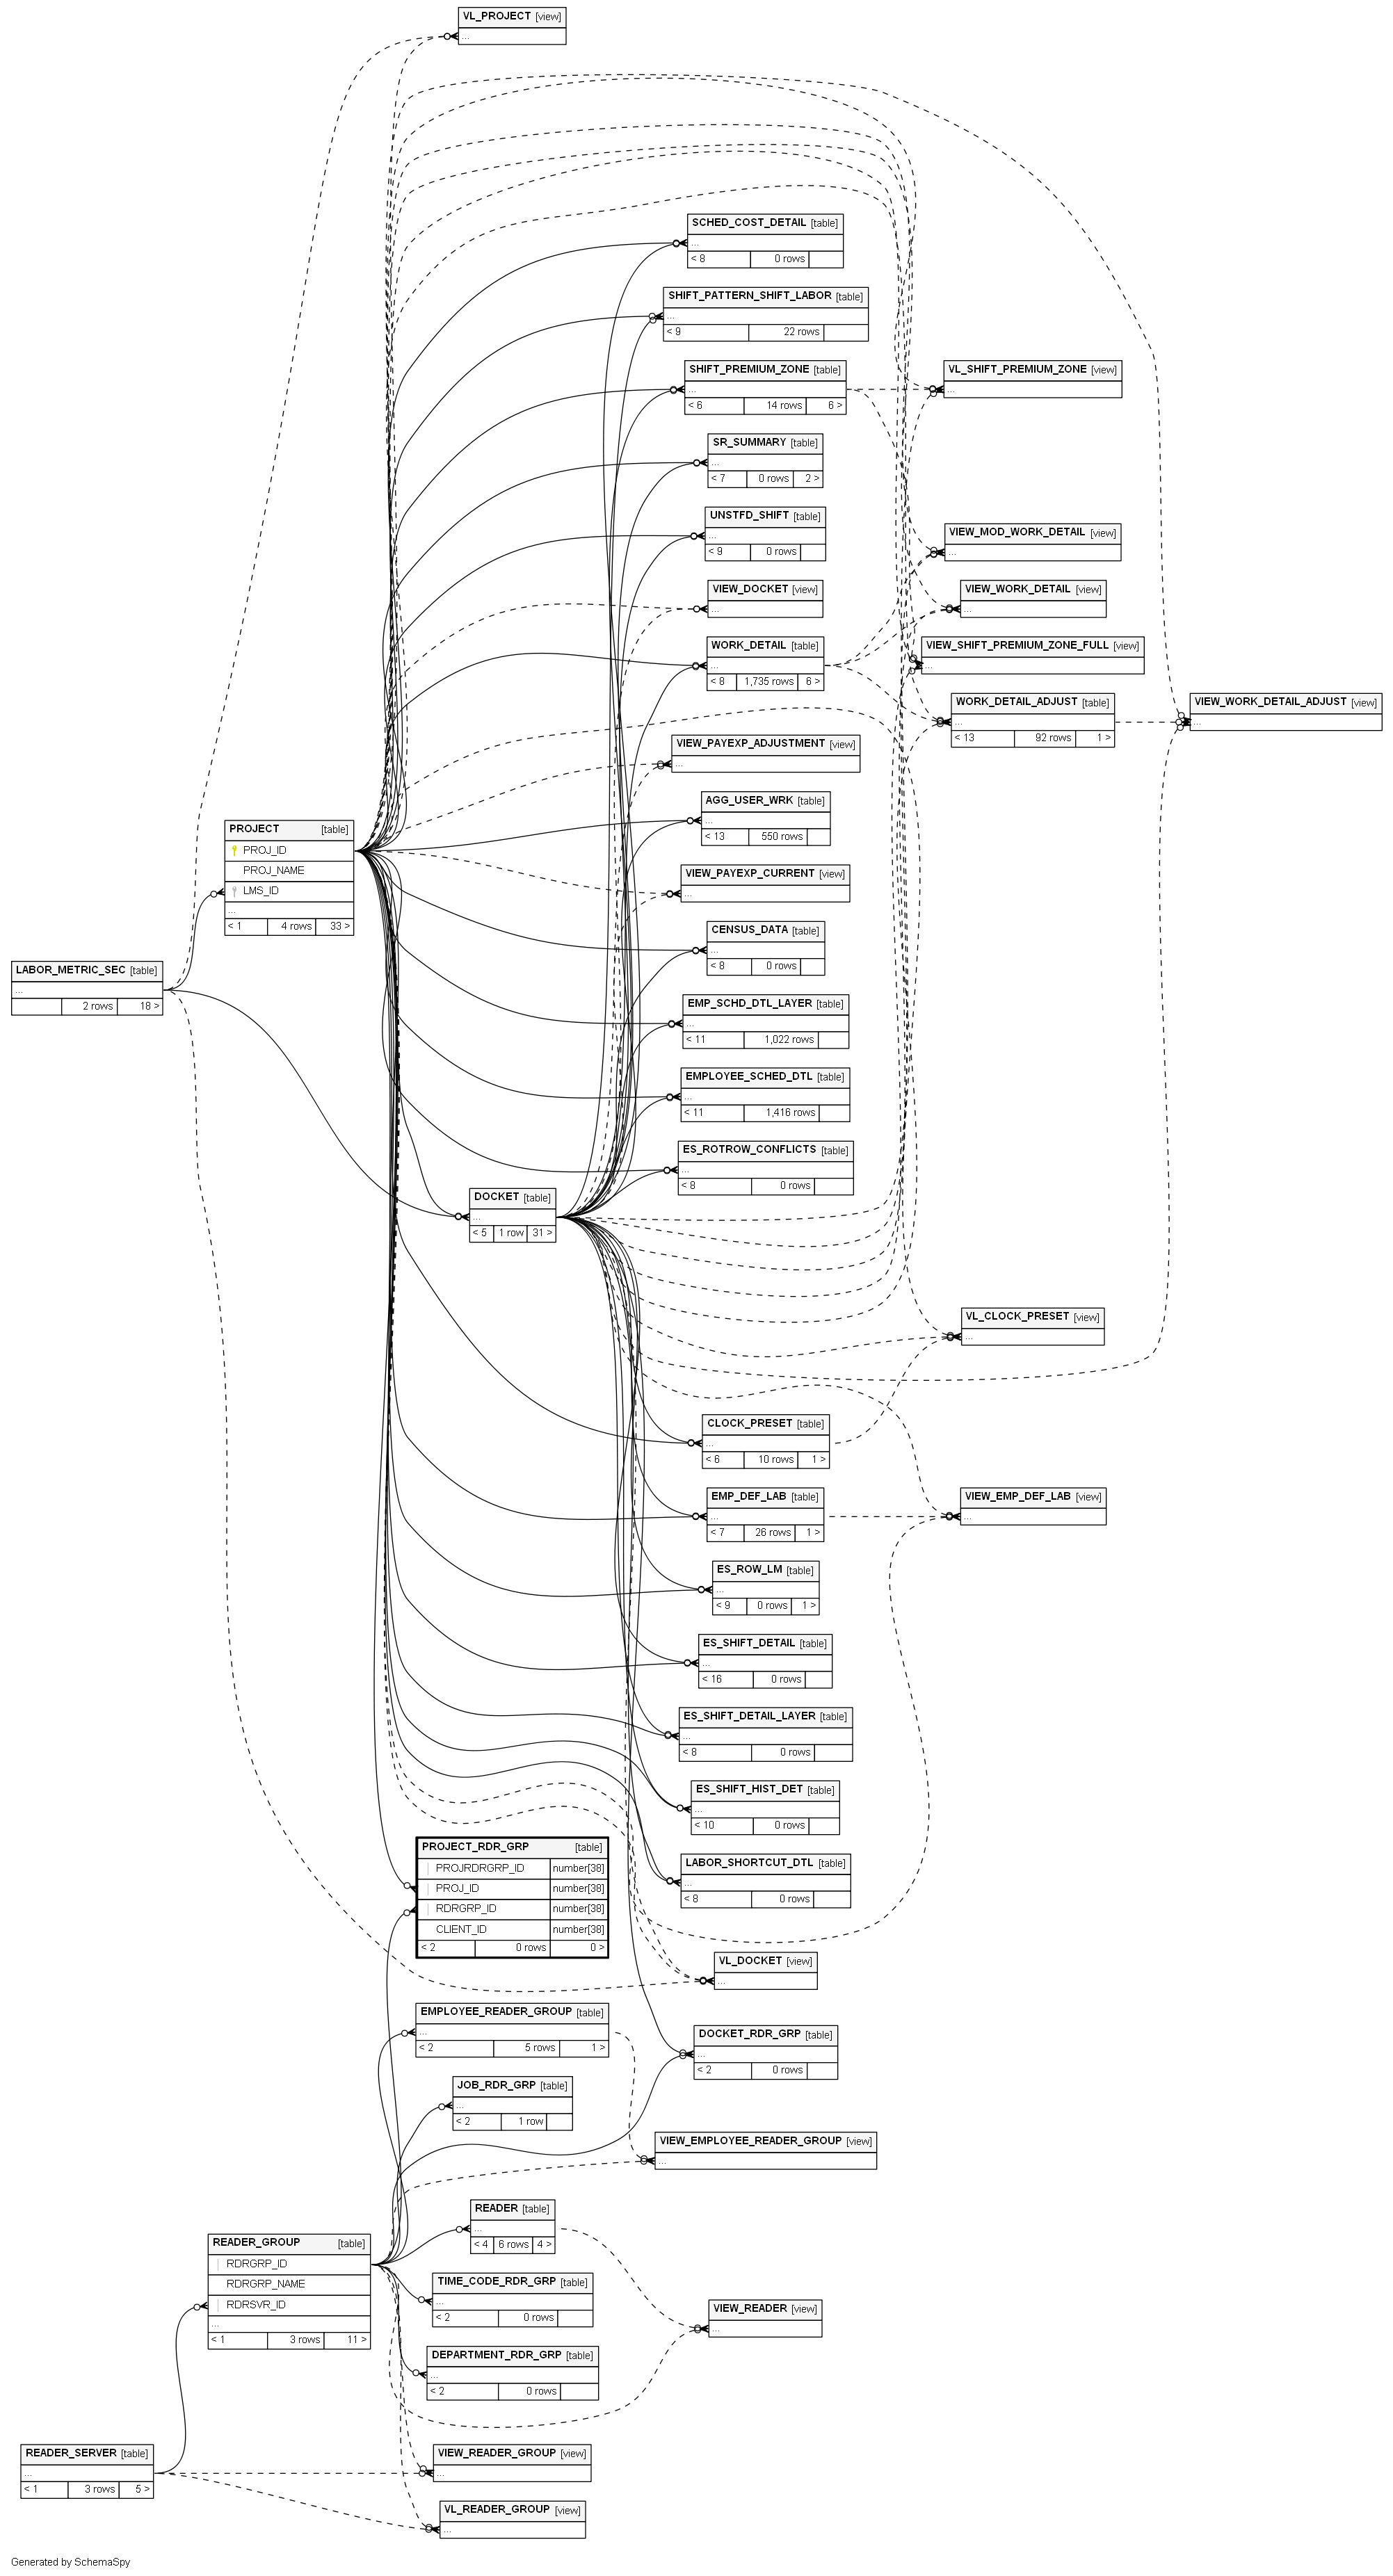 VL_PROJECT [view]
...
SCHED_COST_DETAIL [table]
...
< 8 0 rows
SHIFT_PATTERN_SHIFT_LABOR [table]
...
< 9 22 rows
SHIFT_PREMIUM_ZONE [table]
...
< 6 14 rows 6 >
VL_SHIFT_PREMIUM_ZONE [view]
...
SR_SUMMARY [table]
...
< 7 0 rows 2 >
UNSTFD_SHIFT [table]
...
< 9 0 rows
VIEW_MOD_WORK_DETAIL [view]
...
VIEW_DOCKET [view]
...
VIEW_WORK_DETAIL [view]
...
WORK_DETAIL [table]
...
< 8 1,735 rows 6 >
VIEW_SHIFT_PREMIUM_ZONE_FULL [view]
...
WORK_DETAIL_ADJUST [table]
...
< 13 92 rows 1 >
VIEW_WORK_DETAIL_ADJUST [view]
...
VIEW_PAYEXP_ADJUSTMENT [view]
...
AGG_USER_WRK [table]
...
< 13 550 rows
PROJECT [table]
PROJ_ID
PROJ_NAME
LMS_ID
...
< 1 4 rows 33 >
VIEW_PAYEXP_CURRENT [view]
...
CENSUS_DATA [table]
...
< 8 0 rows
LABOR_METRIC_SEC [table]
...
2 rows 18 >
EMP_SCHD_DTL_LAYER [table]
...
< 11 1,022 rows
EMPLOYEE_SCHED_DTL [table]
...
< 11 1,416 rows
ES_ROTROW_CONFLICTS [table]
...
< 8 0 rows
DOCKET [table]
...
< 5 1 row 31 >
VL_CLOCK_PRESET [view]
...
CLOCK_PRESET [table]
...
< 6 10 rows 1 >
EMP_DEF_LAB [table]
...
< 7 26 rows 1 >
VIEW_EMP_DEF_LAB [view]
...
ES_ROW_LM [table]
...
< 9 0 rows 1 >
ES_SHIFT_DETAIL [table]
...
< 16 0 rows
ES_SHIFT_DETAIL_LAYER [table]
...
< 8 0 rows
ES_SHIFT_HIST_DET [table]
...
< 10 0 rows
PROJECT_RDR_GRP [table]
PROJRDRGRP_ID number[38]
PROJ_ID number[38]
RDRGRP_ID number[38]
CLIENT_ID number[38]
< 2 0 rows 0 >
LABOR_SHORTCUT_DTL [table]
...
< 8 0 rows
VL_DOCKET [view]
...
EMPLOYEE_READER_GROUP [table]
...
< 2 5 rows 1 >
DOCKET_RDR_GRP [table]
...
< 2 0 rows
JOB_RDR_GRP [table]
...
< 2 1 row
VIEW_EMPLOYEE_READER_GROUP [view]
...
READER [table]
...
< 4 6 rows 4 >
READER_GROUP [table]
RDRGRP_ID
RDRGRP_NAME
RDRSVR_ID
...
< 1 3 rows 11 >
TIME_CODE_RDR_GRP [table]
...
< 2 0 rows
VIEW_READER [view]
...
DEPARTMENT_RDR_GRP [table]
...
< 2 0 rows
READER_SERVER [table]
...
< 1 3 rows 5 >
VIEW_READER_GROUP [view]
...
VL_READER_GROUP [view]
...
Generated by SchemaSpy